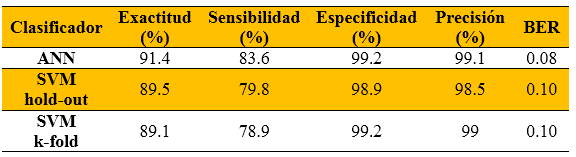 Clasificador Exactitud (%) Sensibilidad (%) Especificidad (%) Precisión (%) BER
ANN 91.4 83.6 99.2 99.1 0.08
SVM hold-out 89.5 79.8 98.9 98.5 0.10
SVM k-fold 89.1 78.9 99.2 99 0.10